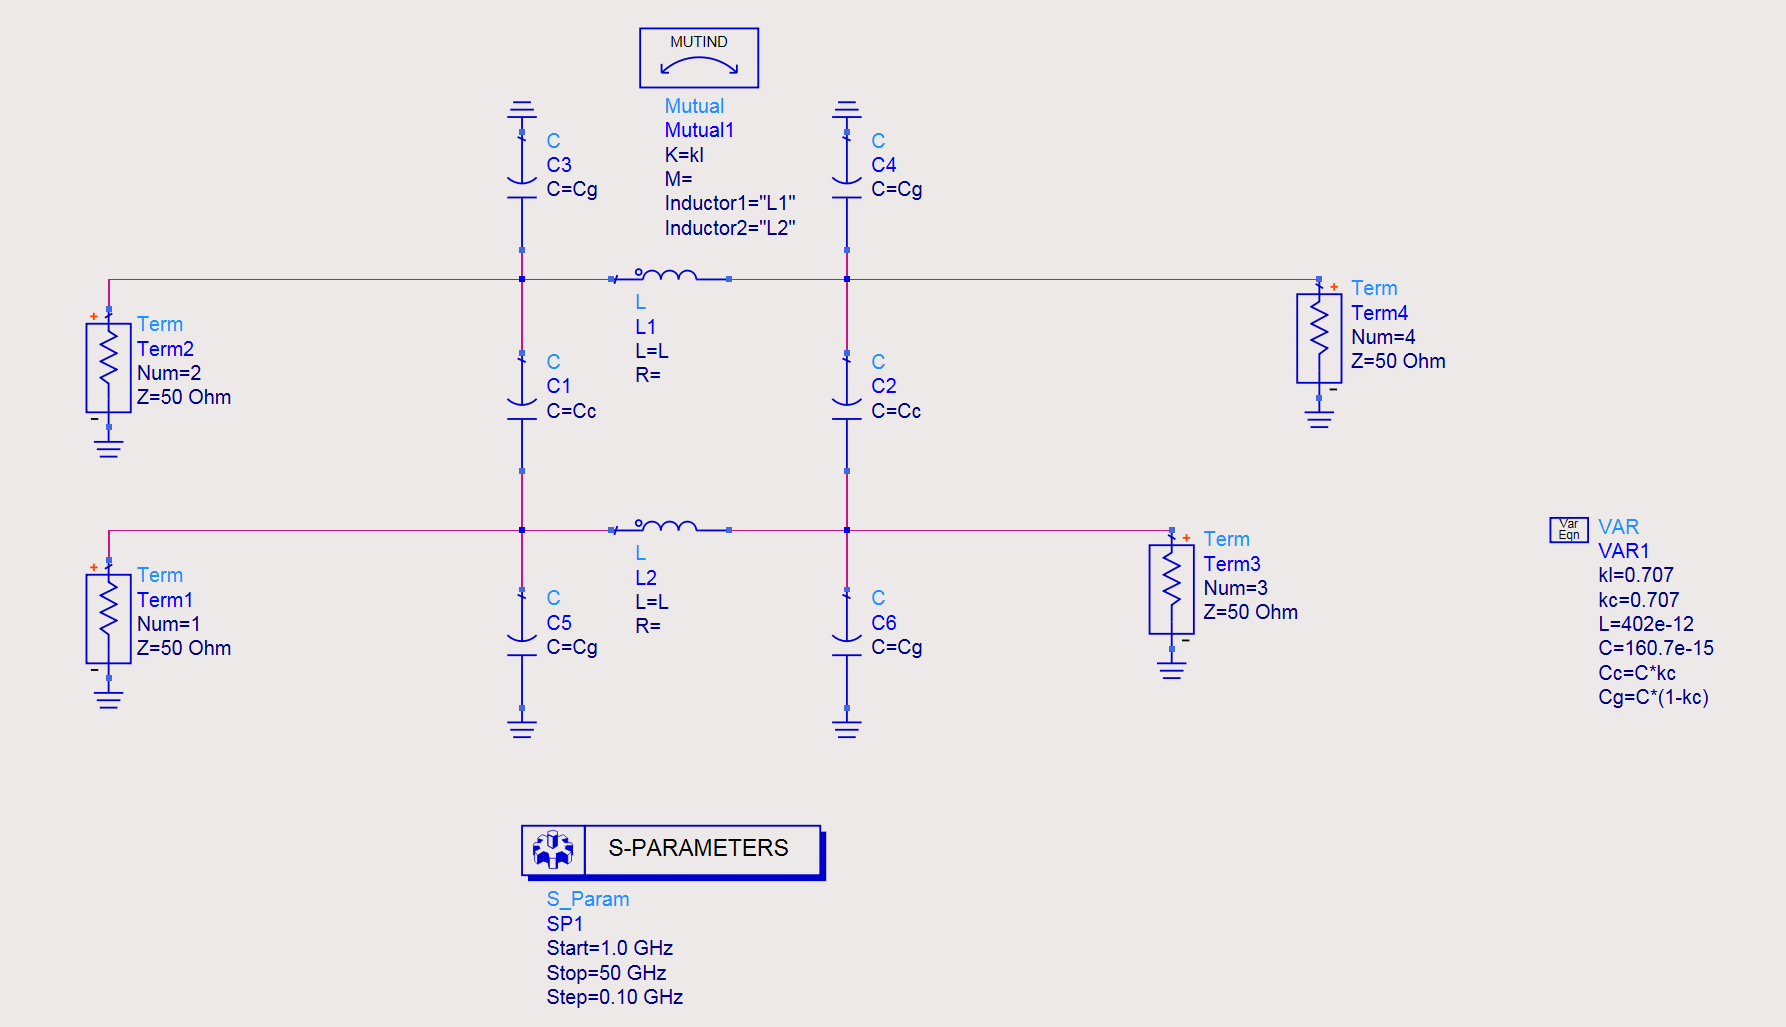 MUTIND
Mutual
Mutual1
K=kl
M=
Inductor1="L1"
Inductor2="L2"
C
C3
C=Cg
C
C4
C=Cg
+
Term
Term2
Num=2
Z=50 Ohm
-
L
L1
L=L
R=
C
C1
C=Cc
C
C2
C=Cc
+
Term
Term4
Num=4
Z=50 Ohm
-
+
Term
Term1
Num=1
Z=50 Ohm
-
L
L2
L=L
R=
C
C5
C=Cg
C
C6
C=Cg
+
Term
Term3
Num=3
Z=50 Ohm
-
Var
Eqn
VAR
VAR1
kl=0.707
kc=0.707
L=402e-12
C=160.7e-15
Cc=C*kc
Cg=C*(1-kc)
S-PARAMETERS
S_Param
SP1
Start=1.0 GHz
Stop=50 GHz
Step=0.10 GHz